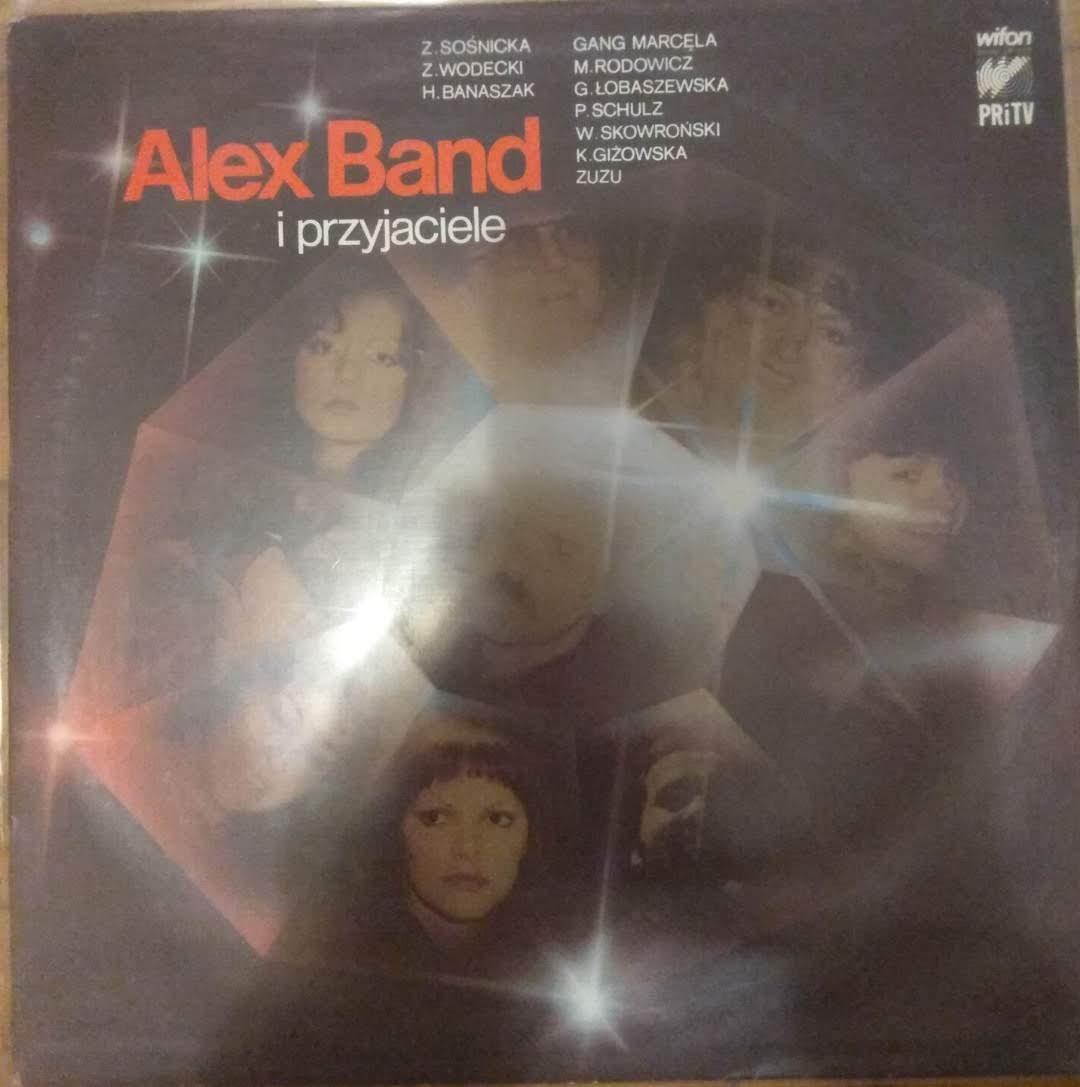 Z.SOŚNICKA
Z.WODECKI
H.BANASZAK
GANG MARCELA
M.RODOWICZ
G.ŁOBASZEWSKA
P.SCHULZ
W.SKOWROŃSKI
K.GIŻOWSKA
ZUZU
wifon
PRiTV
Alex Band
i przyjaciele